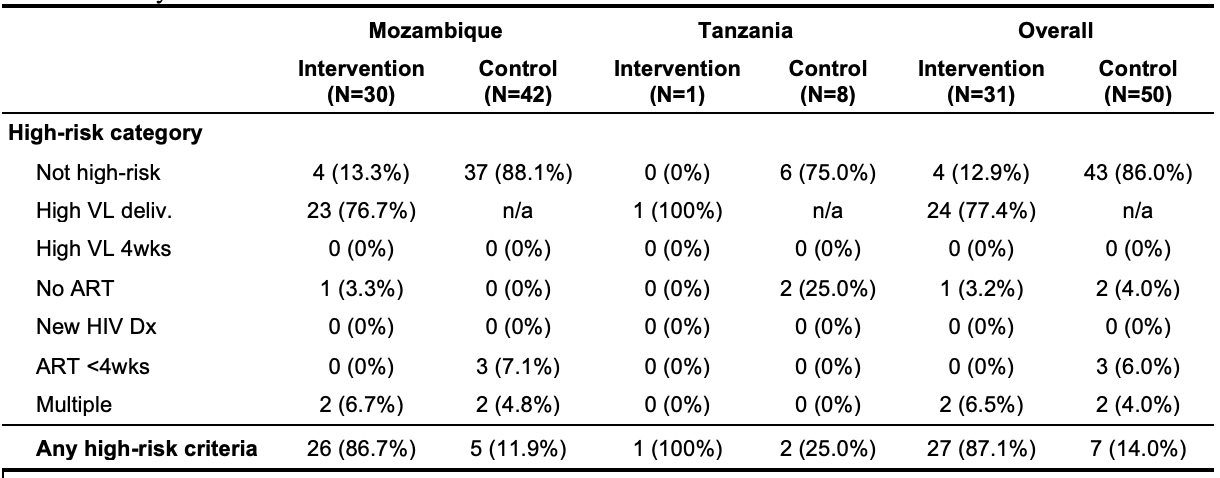 Mozambique Tanzania Overall
Intervention Control Intervention Control Intervention Control
(N=30) (N=42) (N=1) (N=8) (N=31) (N=50)
High-risk category
Not high-risk 4 (13.3%) 37 (88.1%) 0 (0%) 6 (75.0%) 4 (12.9%) 43 (86.0%)
High VL deliv. 23 (76.7%) n/a 1 (100%) n/a 24 (77.4%) n/a
High VL 4wks 0 (0%) 0 (0%) 0 (0%) 0 (0%) 0 (0%) 0 (0%)
No ART 1 (3.3%) 0 (0%) 0 (0%) 2 (25.0%) 1 (3.2%) 2 (4.0%)
New HIV Dx 0 (0%) 0 (0%) 0 (0%) 0 (0%) 0 (0%) 0 (0%)
ART <4wks 0 (0%) 3 (7.1%) 0 (0%) 0 (0%) 0 (0%) 3 (6.0%)
Multiple 2 (6.7%) 2 (4.8%) 0 (0%) 0 (0%) 2 (6.5%) 2 (4.0%)
Any high-risk criteria 26 (86.7%) 5 (11.9%) 1 (100%) 2 (25.0%) 27 (87.1%) 7 (14.0%)